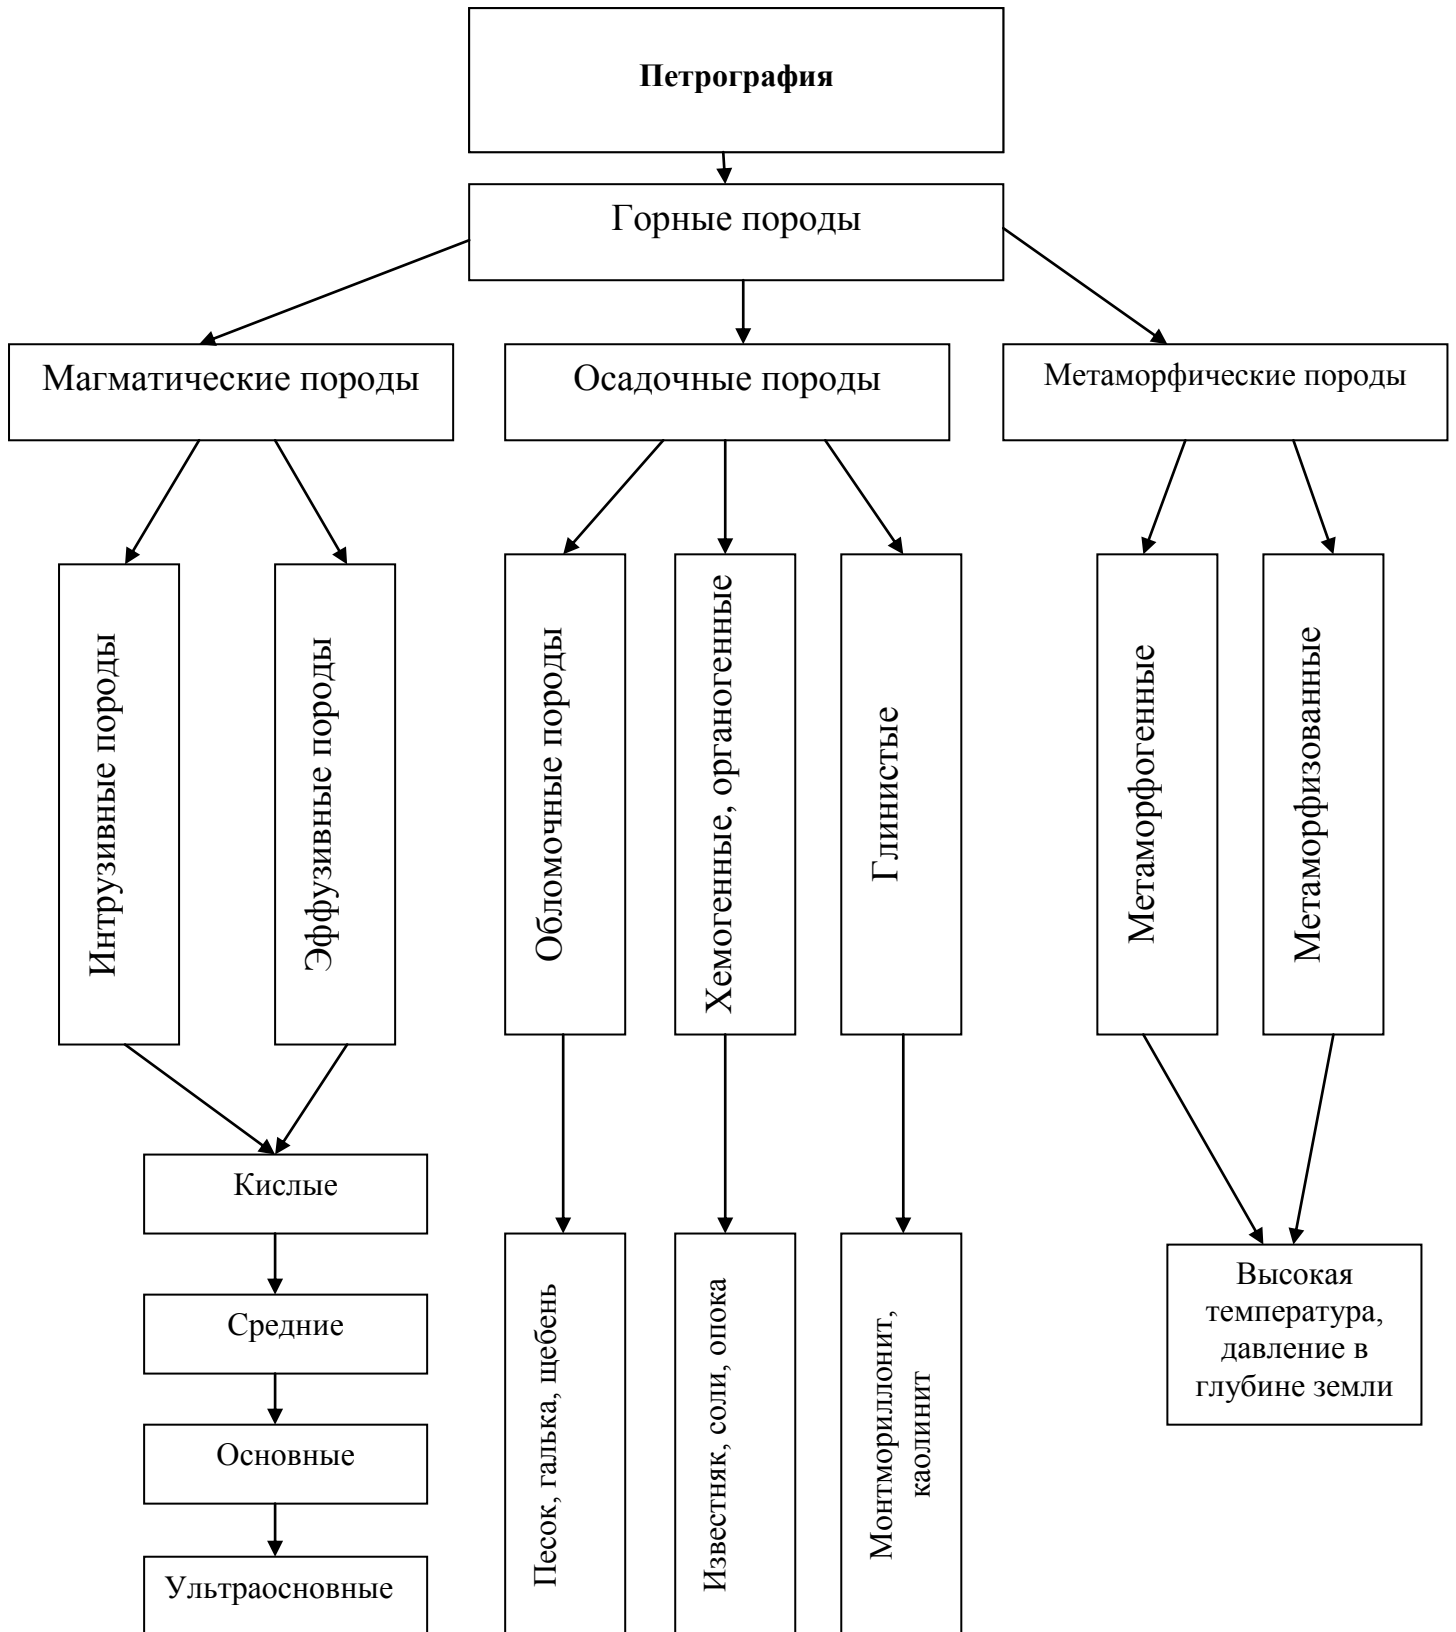 Петрография
Горные породы
Магматические породы
Осадочные породы
Метаморфические породы
Интрузивные породы
Эффузивные породы
Обломочные породы
Хемогенные, органогенные
Глинистые
Метаморфогенные
Метаморфизованные
Кислые
Средние
Основные
Ультраосновные
Песок, галька, щебень
Известняк, соли, опока
Монтмориллонит,
каолинит
Высокая
температура,
давление в
глубине земли